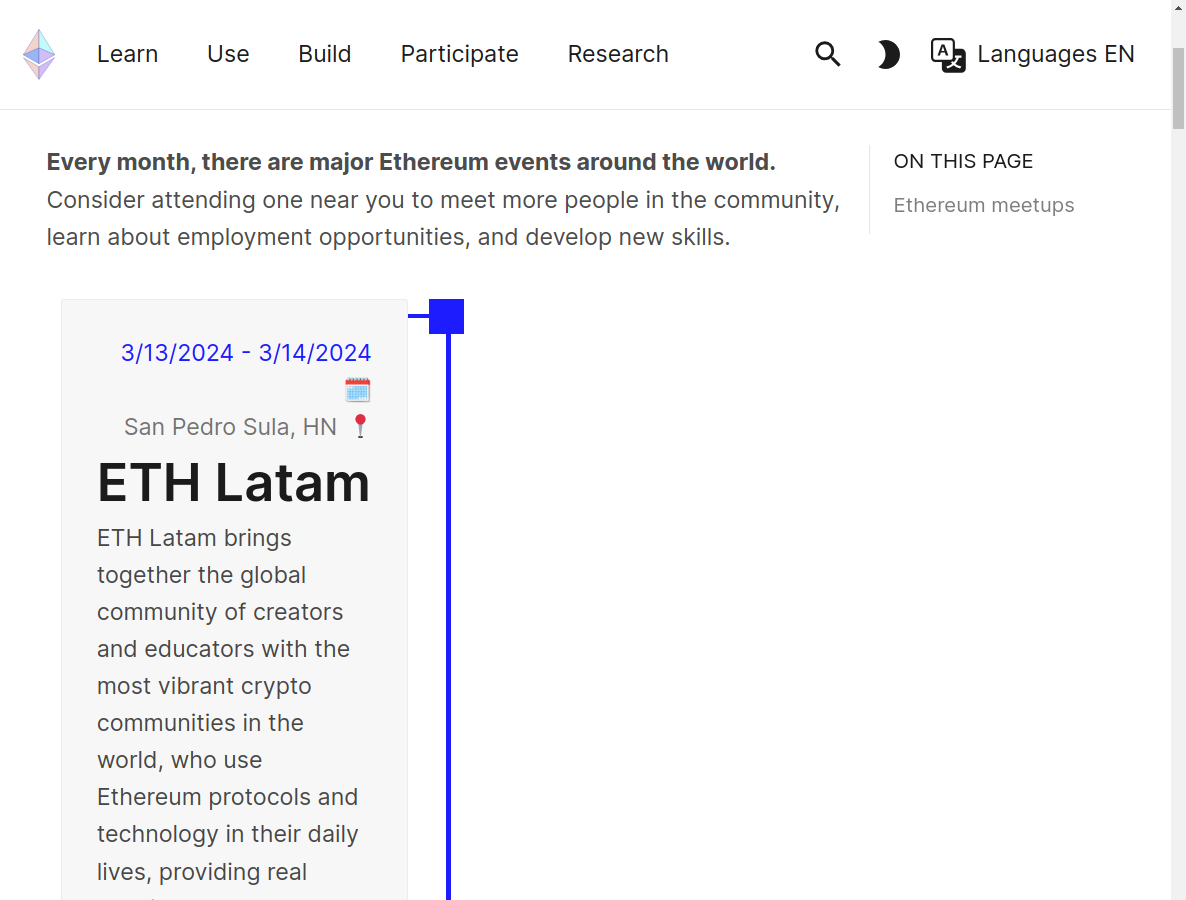 Learn Use Build Participate Research Languages EN
Every month, there are major Ethereum events around the world.
Consider attending one near you to meet more people in the community,
learn about employment opportunities, and develop new skills.
ON THIS PAGE
Ethereum meetups
3/13/2024 - 3/14/2024
San Pedro Sula, HN
ETH Latam
ETH Latam brings
together the global
community of creators
and educators with the
most vibrant crypto
communities in the
world, who use
Ethereum protocols and
technology in their daily
lives, providing real